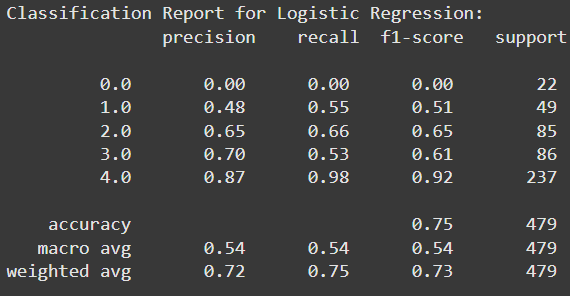 Classification Report for Logistic Regression:
precision recall f1-score support
0.0 0.00 0.00 0.00 22
1.0 0.48 0.55 0.51 49
2.0 0.65 0.66 0.65 85
3.0 0.70 0.53 0.61 86
4.0 0.87 0.98 0.92 237
accuracy 0.75 479
macro avg 0.54 0.54 0.54 479
weighted avg 0.72 0.75 0.73 479